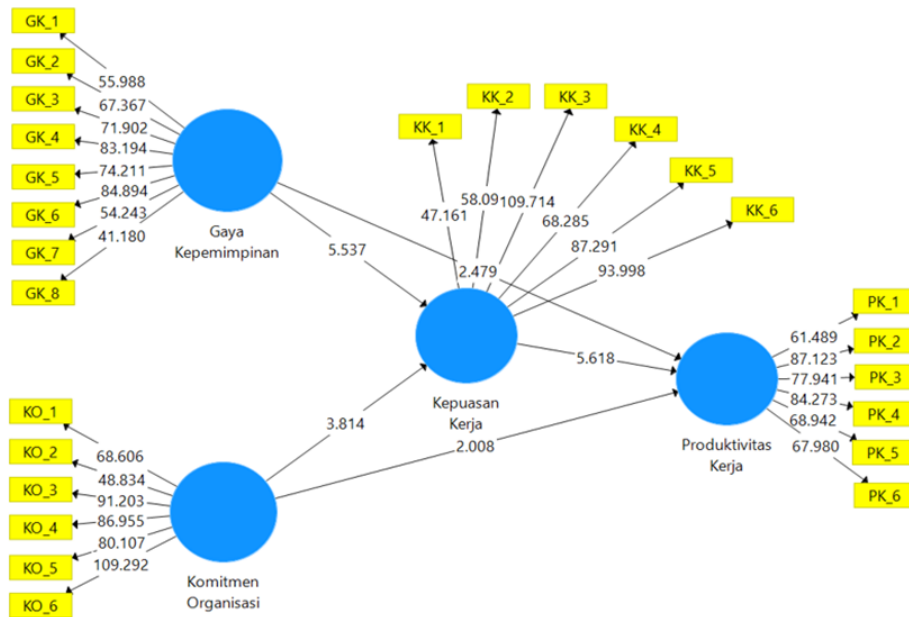 GK_1
GK_2
GK_3
GK_4
GK_5
GK_6
GK_7
GK_8
55.988
67.367
71.902
83.194
74.211
84.894
54.243
41.180
Gaya
Kepemimpinan
KK_1
KK_2
KK_3
KK_4
KK_5
KK_6
47.161
58.09
109.714
68.285
87.291
93.998
5.537
2.479
Kepuasan
Kerja
5.618
3.814
2.008
KO_1
KO_2
KO_3
KO_4
KO_5
KO_6
68.606
48.834
91.203
86.955
80.107
109.292
Komitmen
Organisasi
PK_1
PK_2
PK_3
PK_4
PK_5
PK_6
61.489
87.123
77.941
84.273
68.942
67.980
Produktivitas
Kerja